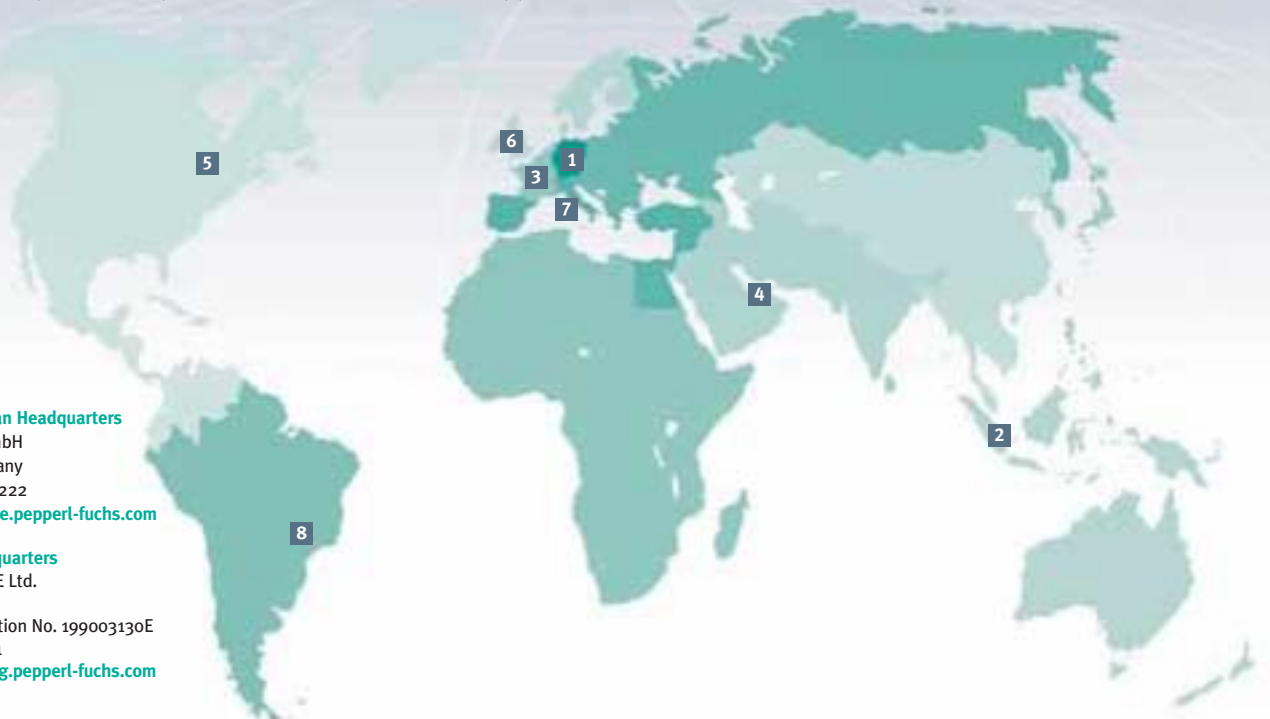 6
5
1
3
7
4
an Headquarters
bH
any
2222
e.pepperl-fuchs.com
2
8
quarters
E Ltd.
tion No. 199003130E
g.pepperl-fuchs.com